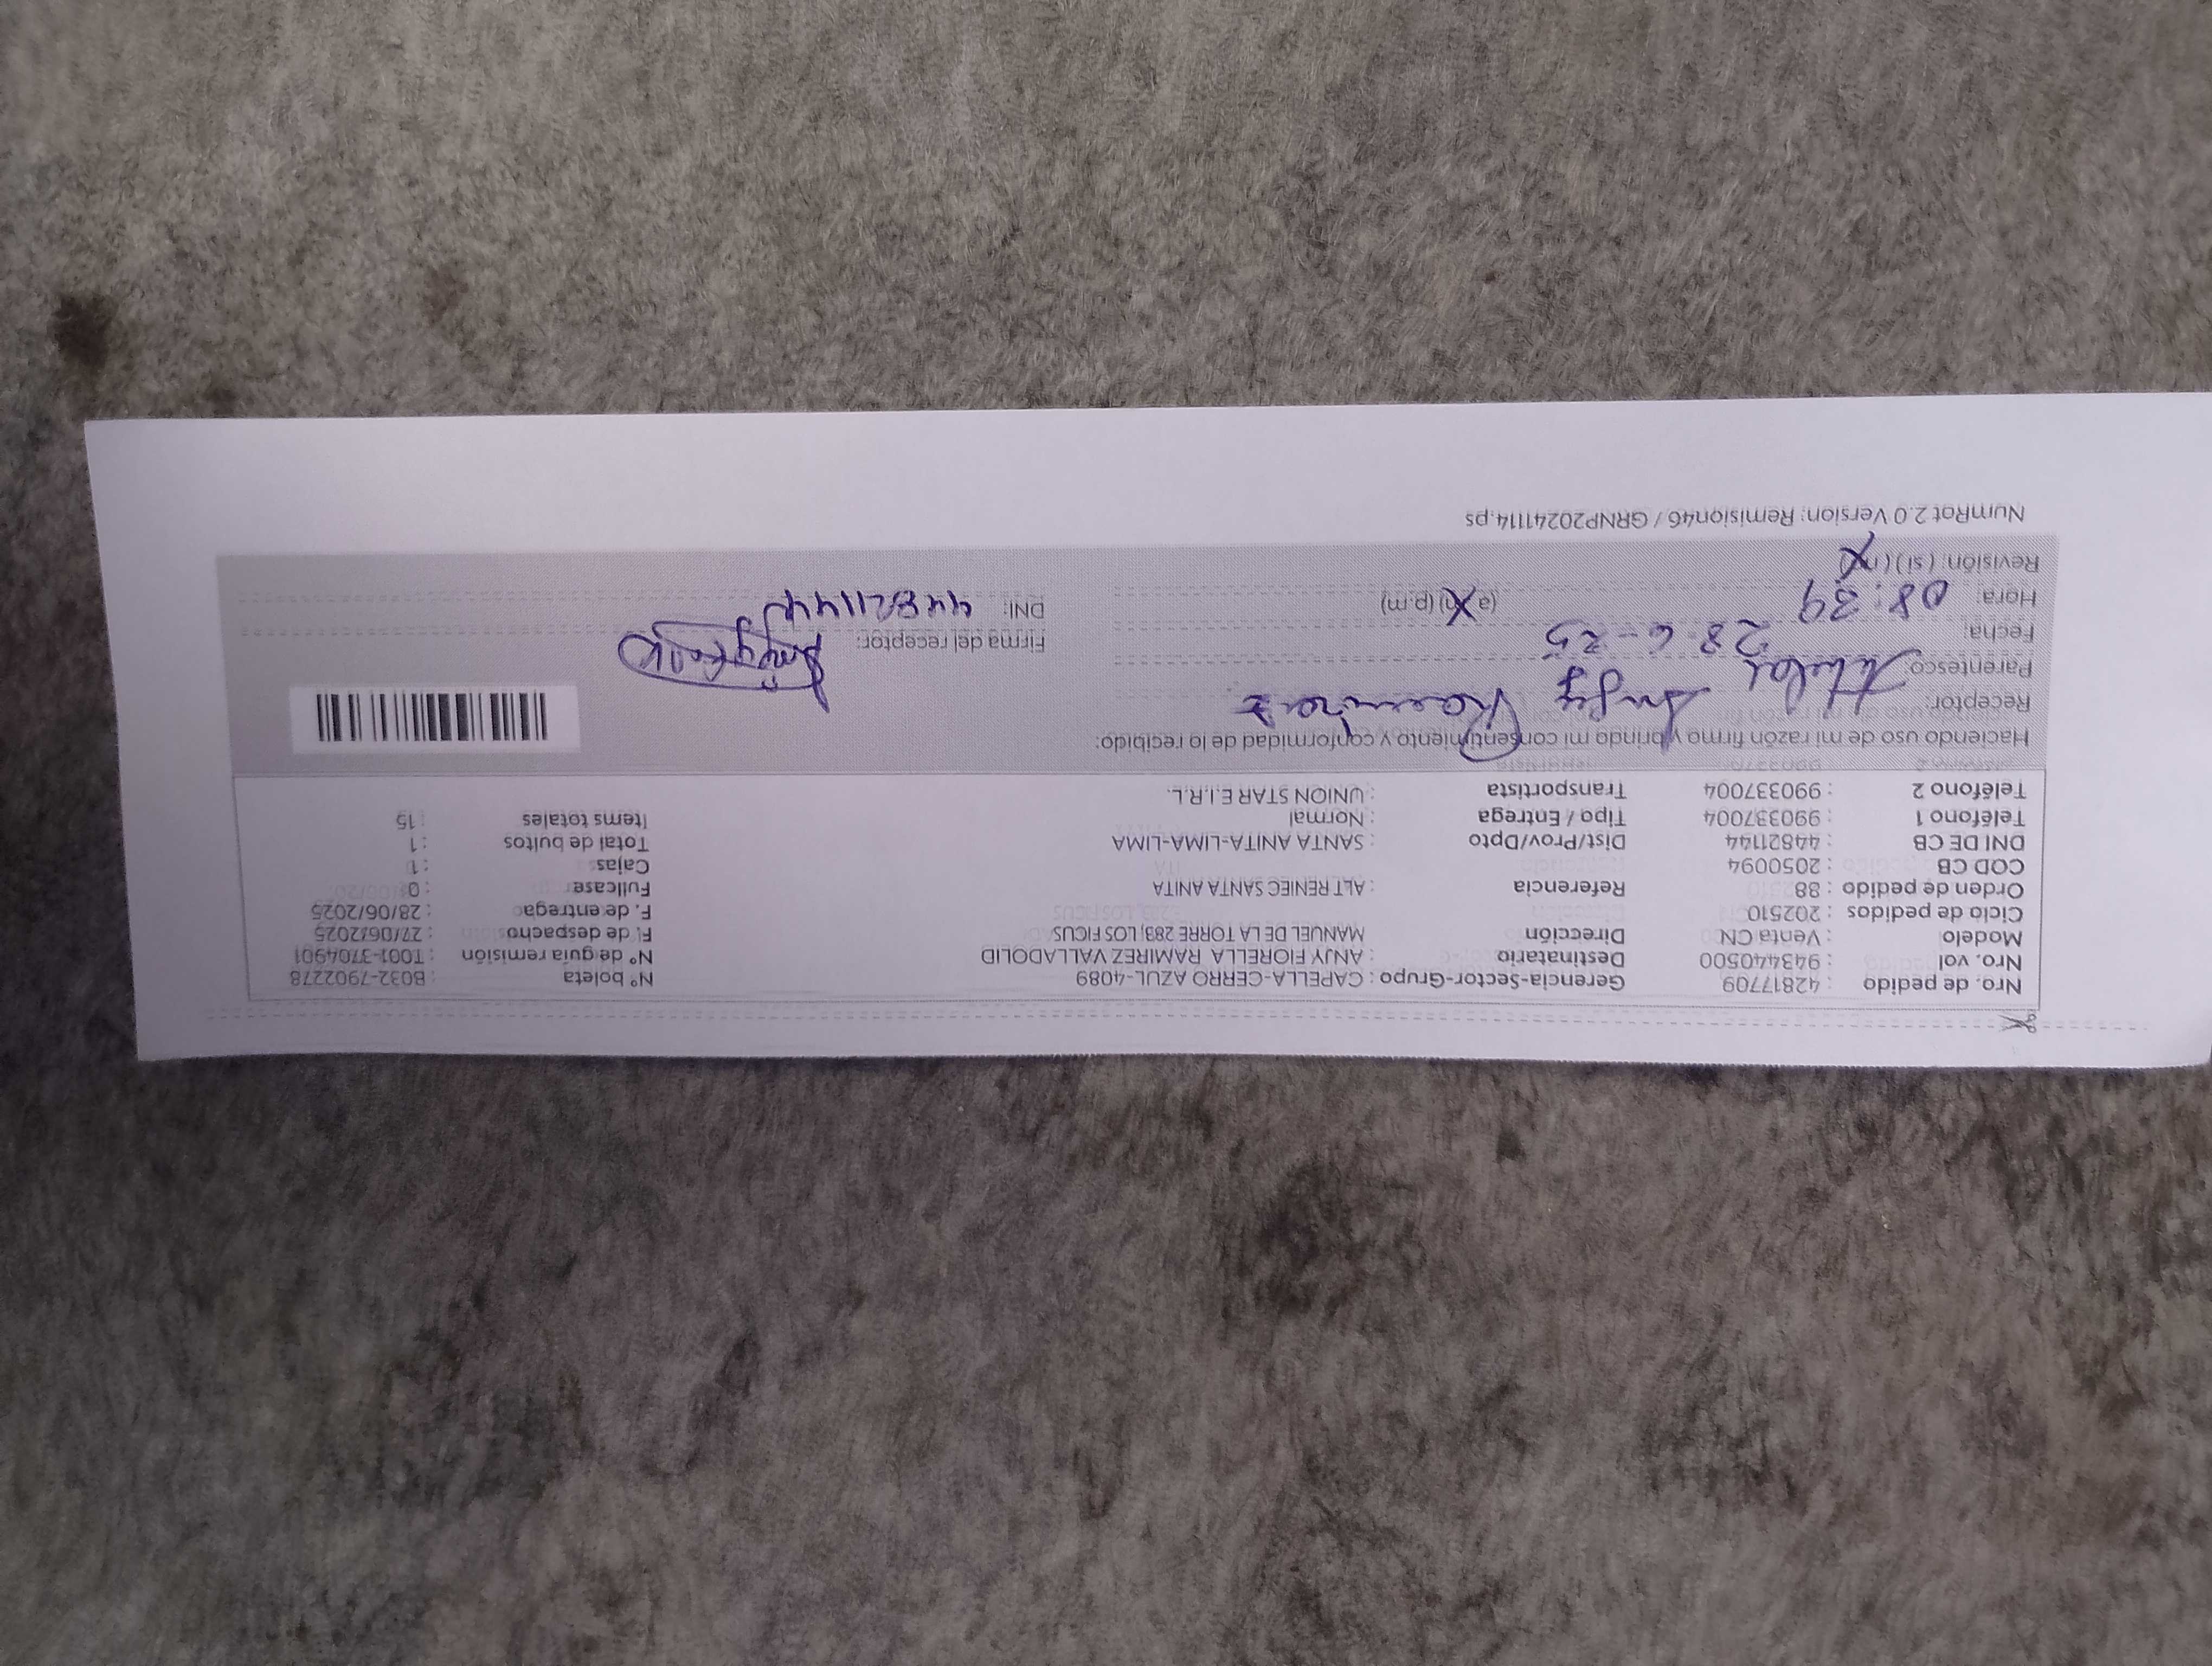 Nro. de pedido : 42817709 Gerencia-Sector-Grupo : CAPELLA-CERRO AZUL-4089 N° boleta : B032-7902278
Nro. vol : 943440500 Destinatario : ANJY FIORELLA RAMIREZ VALLADOLID N° de guía remisión : T001-3704901
Modelo : Venta CN Dirección MANUEL DE LA TORRE 283, LOS FICUS F. de despacho : 27/06/2025
Ciclo de pedidos : 202510 F. de entrega : 28/06/2025
Orden de pedido : 88 Referencia : ALT RENIEC SANTA ANITA Fullcase : 0
COD CB : 2050094 Cajas : 1
DNI DE CB : 44821144 Dist/Prov/Dpto : SANTA ANITA-LIMA-LIMA Total de bultos : 1
Teléfono 1 : 990337004 Tipo / Entrega : Normal Items totales : 15
Teléfono 2 : 990337004 Transportista : UNION STAR E.I.R.L.
Haciendo uso de mi razón firmo y brindo mi consentimiento y conformidad de lo recibido:
Receptor: Ramirez
Parentesco: Titular
Fecha: 28-6-25 Firma del receptor:
Hora: 08:39 (a.m) (p.m) DNI: 44821144
Revisión: (si) (n
NumRot 2.0 Version: Remision46 / GRNP20241114.ps